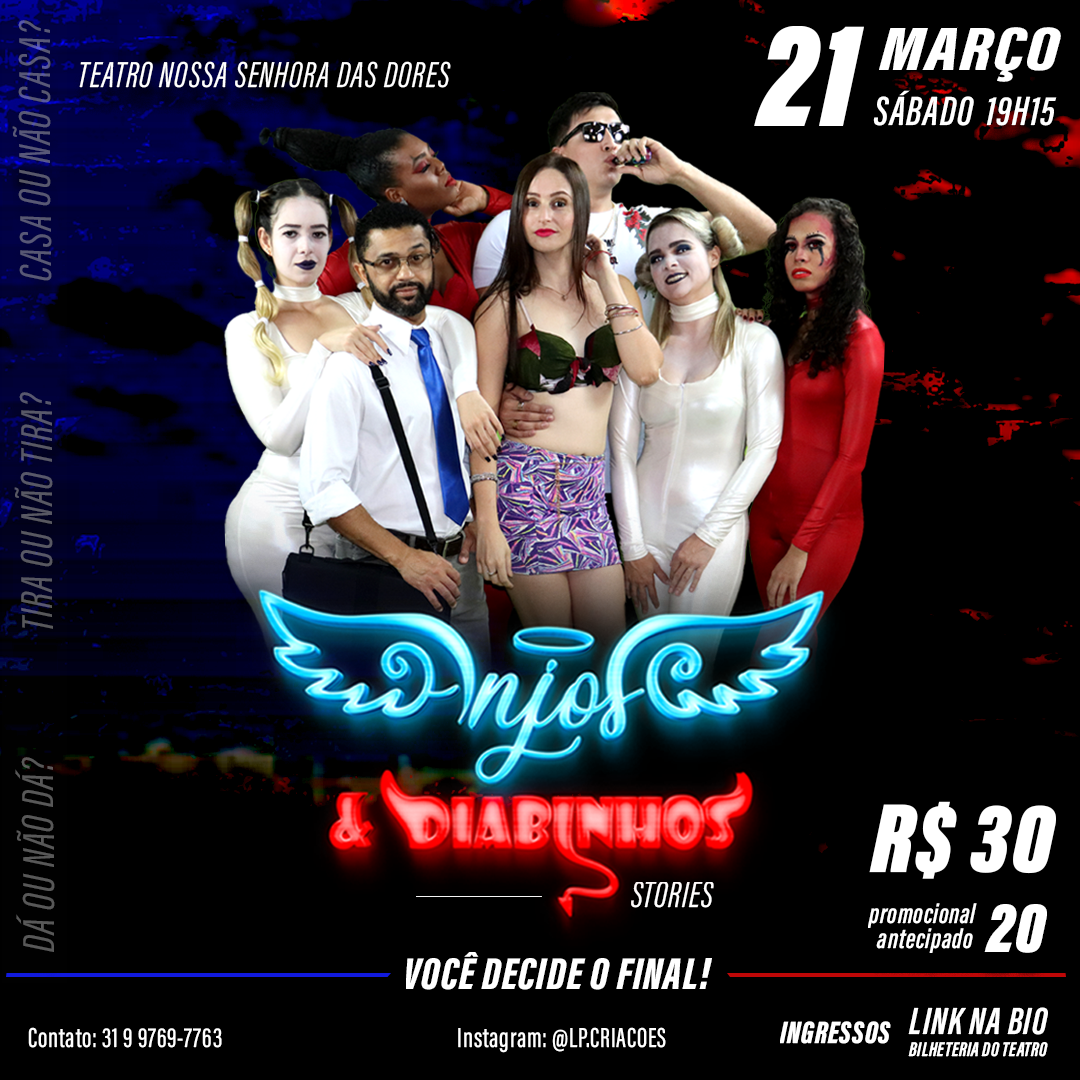 TEATRO NOSSA SENHORA DAS DORES
21 MARÇO
SÁBADO 19H15
CASA OU NÃO CASA?
TIRA OU NÃO TIRA?
DÁ OU NÃO DÁ?
Anjos
& DIABINHOS
STORIES
R$ 30
promocional
antecipado 20
VOCÊ DECIDE O FINAL!
Contato: 31 9 9769-7763
Instagram: @LP.CRIACOES
INGRESSOS LINK NA BIO
BILHETERIA DO TEATRO